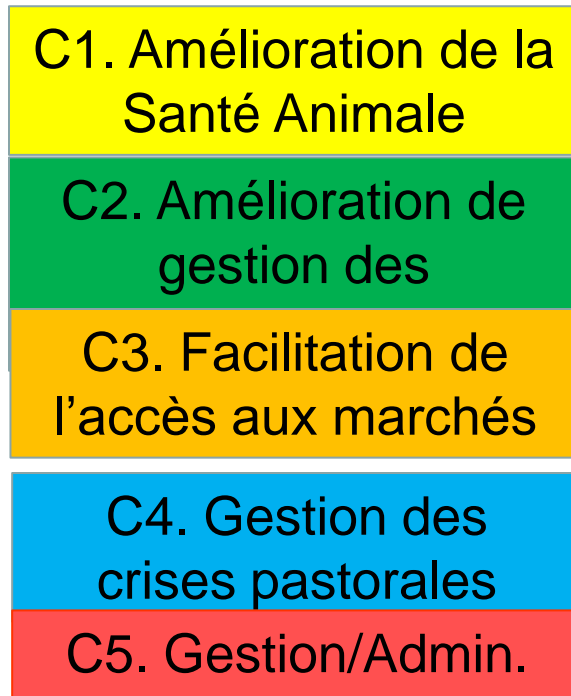 C1. Amélioration de la
Santé Animale
C2. Amélioration de
gestion des
C3. Facilitation de
l’accès aux marchés
C4. Gestion des
crises pastorales
C5. Gestion/Admin.